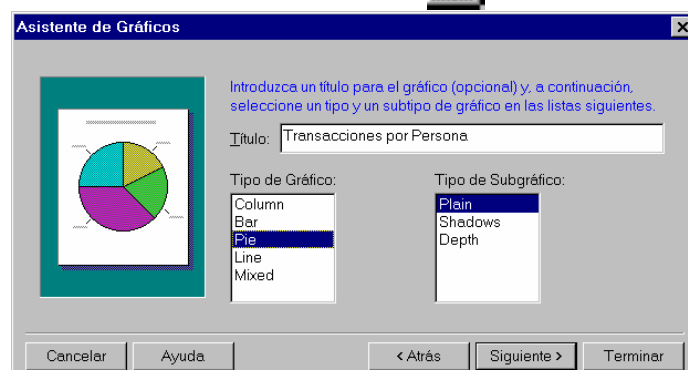 Asistente de Gráficos
Introduzca un título para el gráfico (opcional) y, a continuación,
seleccione un tipo y un subtipo de gráfico en las listas siguientes.
Título: Transacciones por Persona
Tipo de Gráfico:
Column
Bar
Pie
Line
Mixed
Tipo de Subgráfico:
Plain
Shadows
Depth
Cancelar
Ayuda
< Atrás
Siguiente >
Terminar